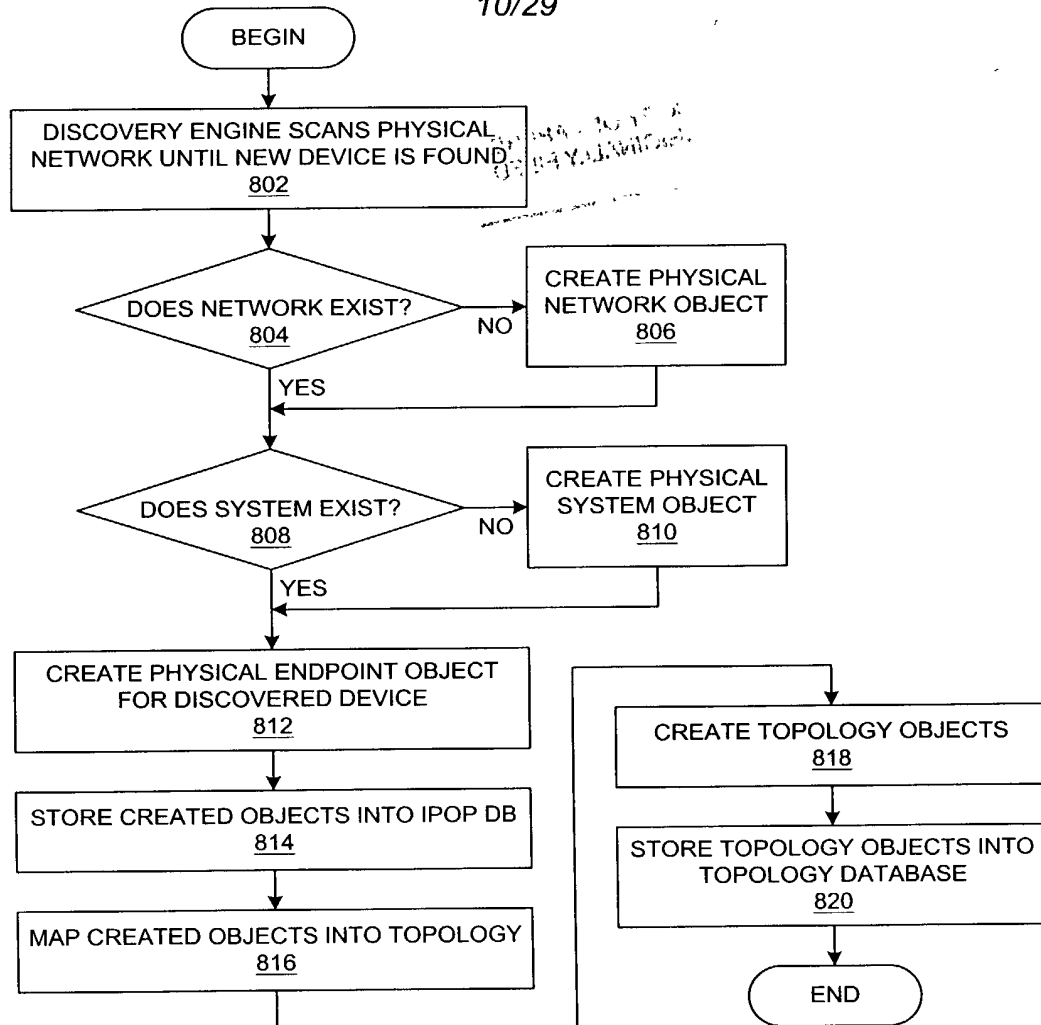 10/29
BEGIN
DISCOVERY ENGINE SCANS PHYSICAL
NETWORK UNTIL NEW DEVICE IS FOUND
802
DOES NETWORK EXIST?
804
NO
CREATE PHYSICAL
NETWORK OBJECT
806
YES
DOES SYSTEM EXIST?
808
NO
CREATE PHYSICAL
SYSTEM OBJECT
810
YES
CREATE PHYSICAL ENDPOINT OBJECT
FOR DISCOVERED DEVICE
812
STORE CREATED OBJECTS INTO IPOP DB
814
MAP CREATED OBJECTS INTO TOPOLOGY
816
CREATE TOPOLOGY OBJECTS
818
STORE TOPOLOGY OBJECTS INTO
TOPOLOGY DATABASE
820
END